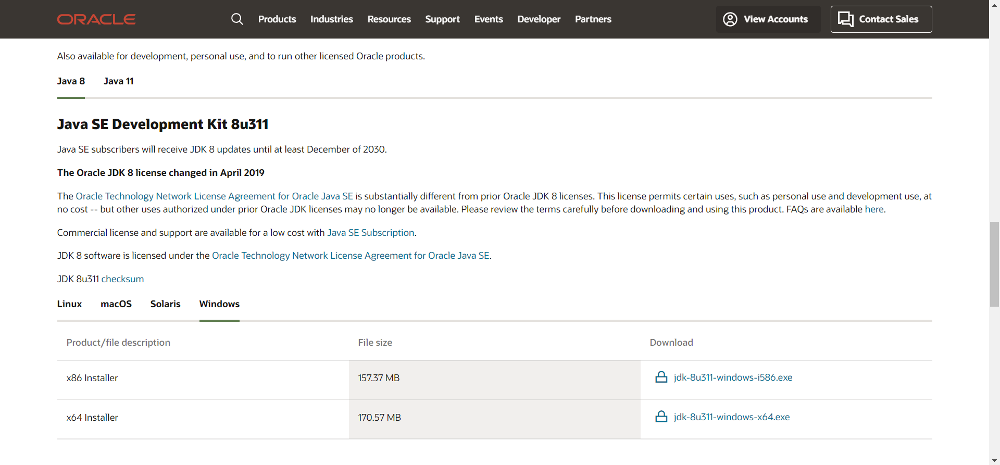 ORACLE
Products Industries Resources Support Events Developer Partners
View Accounts
Contact Sales
Also available for development, personal use, and to run other licensed Oracle products.
Java 8 Java 11
Java SE Development Kit 8u311
Java SE subscribers will receive JDK 8 updates until at least December of 2030.
The Oracle JDK 8 license changed in April 2019
The Oracle Technology Network License Agreement for Oracle Java SE is substantially different from prior Oracle JDK 8 licenses. This license permits certain uses, such as personal use and development use, at
no cost -- but other uses authorized under prior Oracle JDK licenses may no longer be available. Please review the terms carefully before downloading and using this product. FAQs are available here.
Commercial license and support are available for a low cost with Java SE Subscription.
JDK 8 software is licensed under the Oracle Technology Network License Agreement for Oracle Java SE.
JDK 8u311 checksum
Linux macOS Solaris Windows
Product/file description File size Download
x86 Installer 157.37 MB jdk-8u311-windows-i586.exe
x64 Installer 170.57 MB jdk-8u311-windows-x64.exe